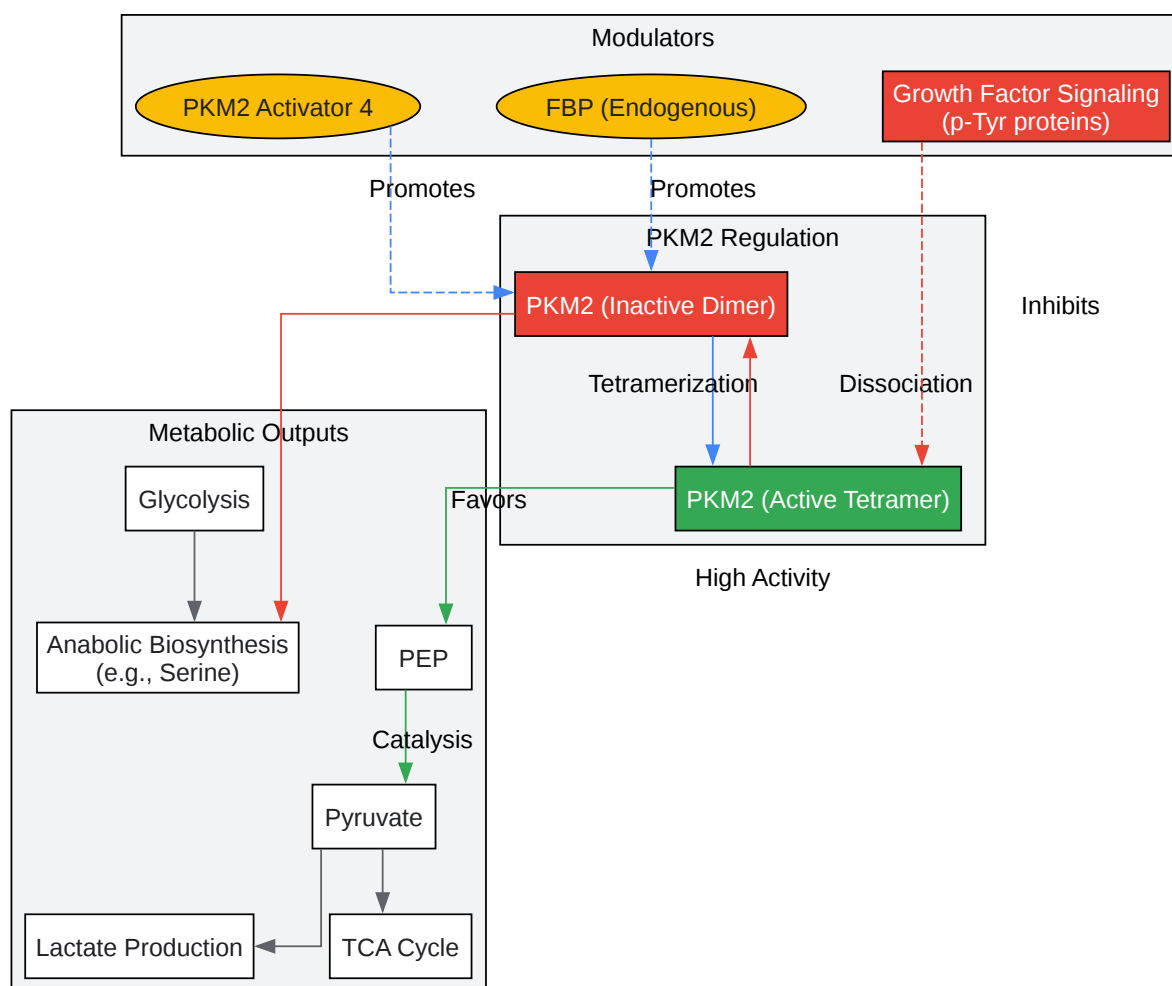 Modulators
PKM2 Activator 4
FBP (Endogenous)
Growth Factor Signaling
(p-Tyr proteins)
Promotes
Promotes
PKM2 Regulation
PKM2 (Inactive Dimer)
Inhibits
Tetramerization
Dissociation
Metabolic Outputs
Glycolysis
Favors
PKM2 (Active Tetramer)
High Activity
Anabolic Biosynthesis
(e.g., Serine)
PEP
Catalysis
Pyruvate
Lactate Production
TCA Cycle